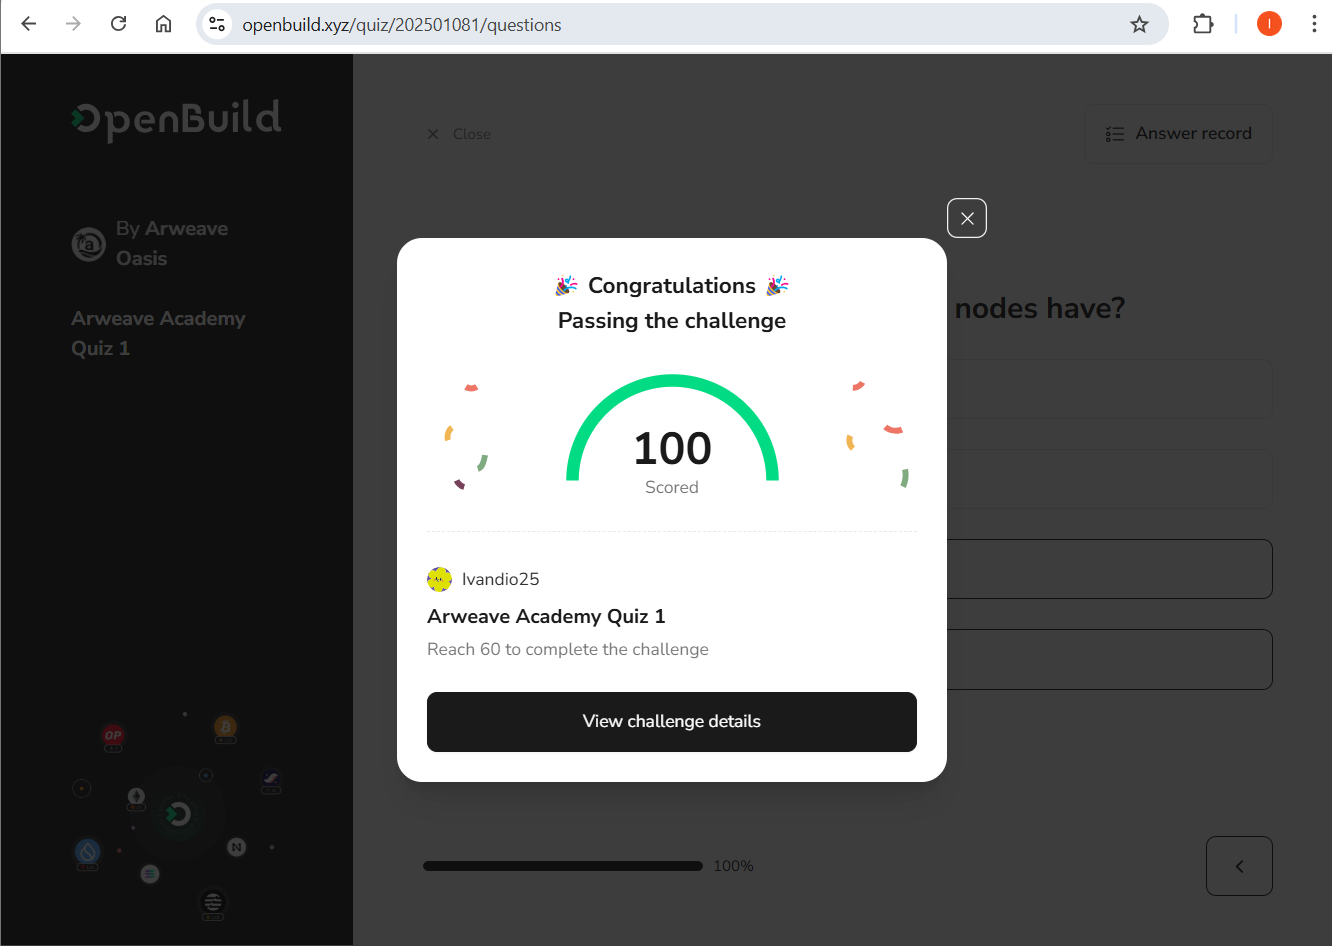 openbuild.xyz/quiz/202501081/questions
I
OpenBuild
Close
Answer record
By Arweave
Oasis
Arweave Academy
Quiz 1
nodes have?
🎉 Congratulations 🎉
Passing the challenge
100
Scored
Ivandio25
Arweave Academy Quiz 1
Reach 60 to complete the challenge
View challenge details
OP
100%